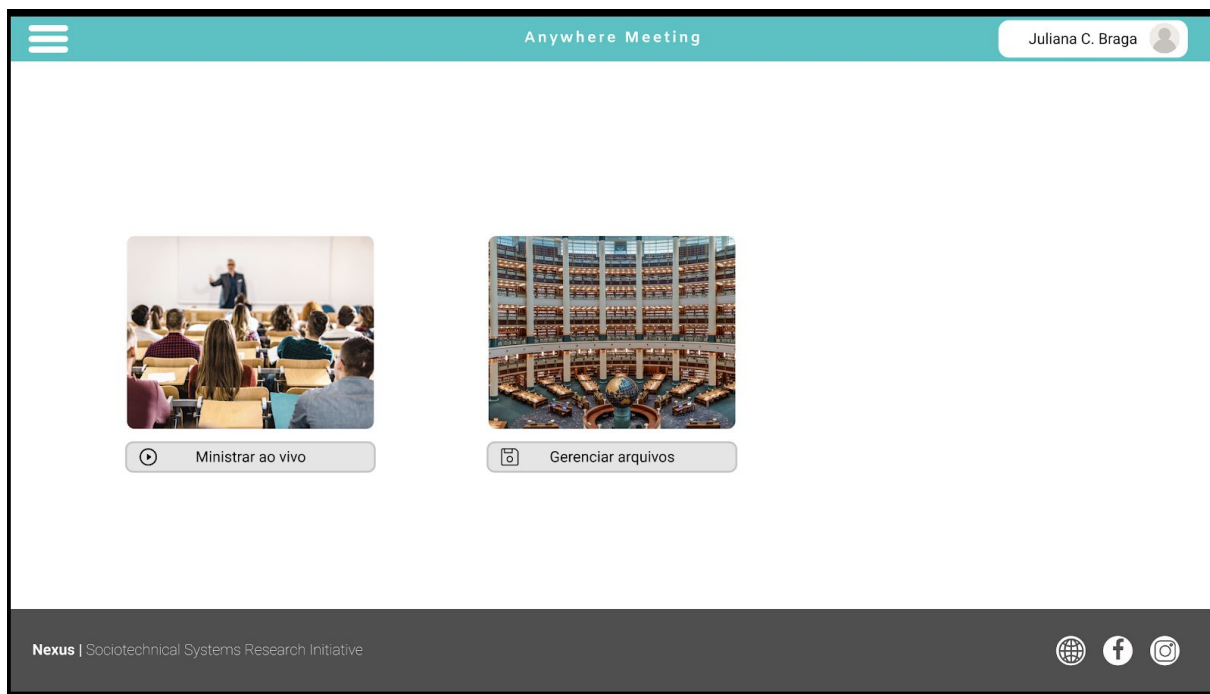 Anywhere Meeting
Juliana C. Braga
Ministrar ao vivo
Gerenciar arquivos
Nexus | Sociotechnical Systems Research Initiative